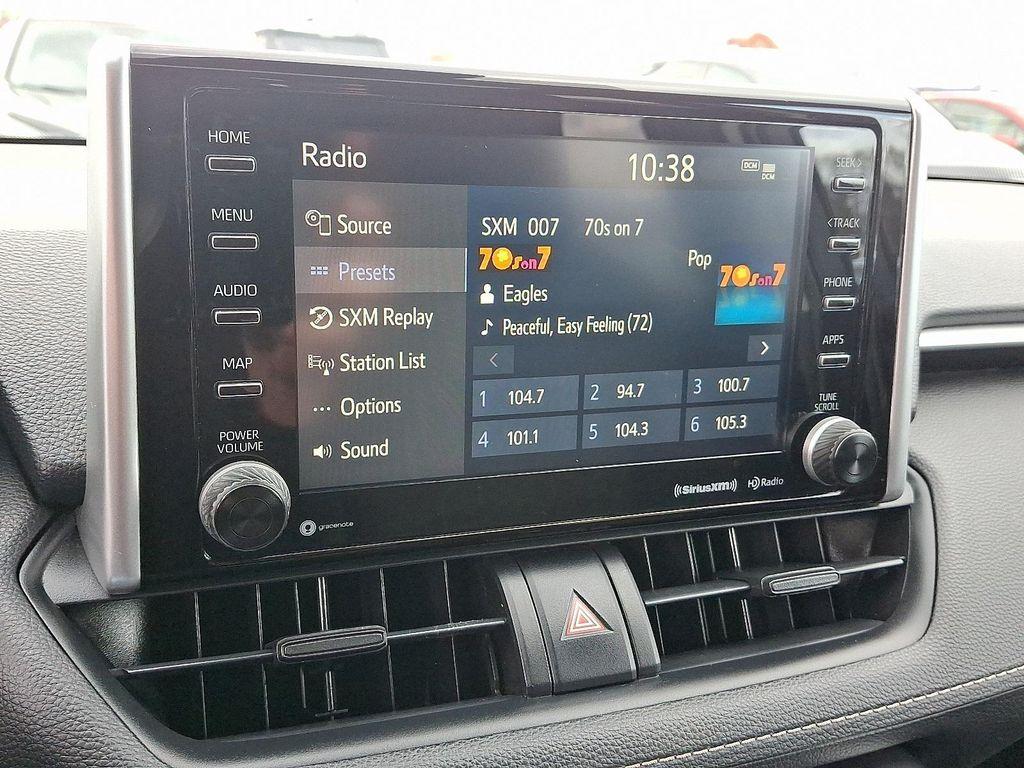 HOME
MENU
AUDIO
MAP
POWER
VOLUME
Radio
10:38
DCM
DCM
Source
Presets
SXM Replay
Station List
Options
Sound
SXM 007 70s on 7
70s on 7
Pop
70s on 7
Eagles
Peaceful, Easy Feeling (72)
<
>
1 104.7
2 94.7
3 100.7
4 101.1
5 104.3
6 105.3
SEEK >
< TRACK
PHONE
APPS
TUNE
SCROLL
gracenote
((SiriusXM))
HD Radio